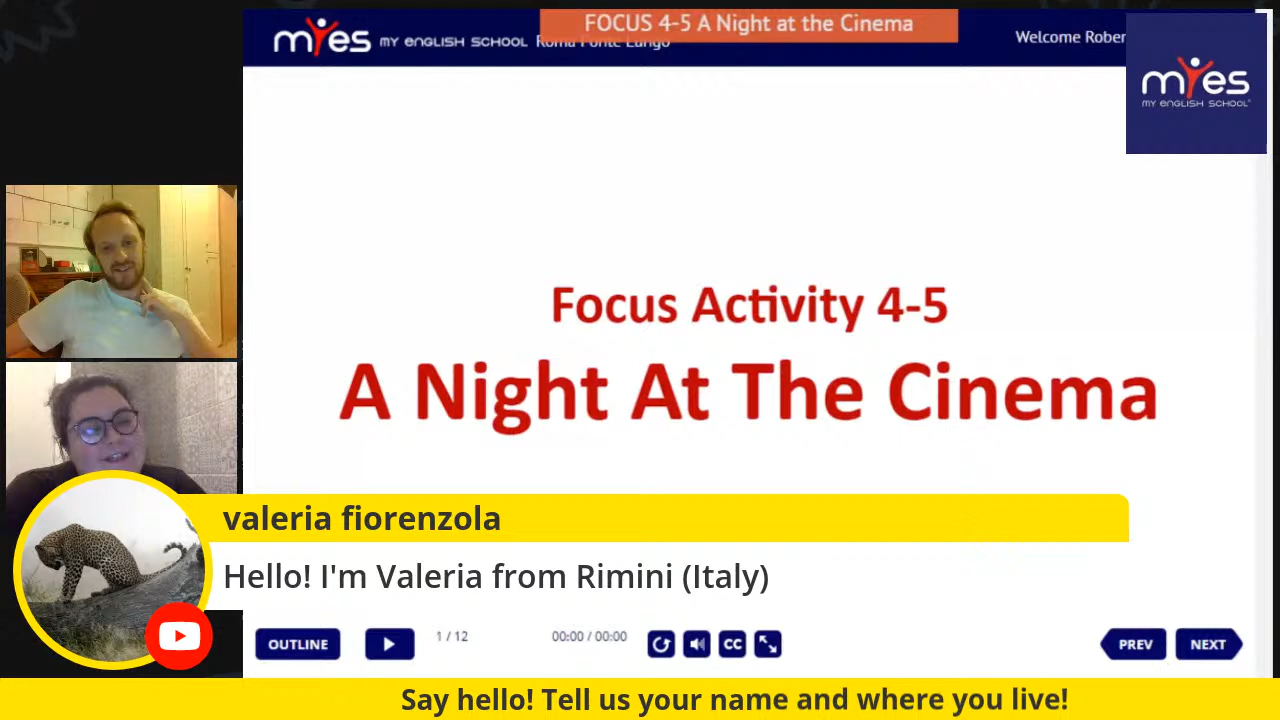 FOCUS 4-5 A Night at the Cinema
myes MY ENGLISH SCHOOL Roma Ponte Lungo
Welcome Rober
myes
MY ENGLISH SCHOOL
Focus Activity 4-5
A Night At The Cinema
valeria fiorenzola
Hello! I'm Valeria from Rimini (Italy)
OUTLINE
1 / 12
00:00 / 00:00
CC
PREV
NEXT
Say hello! Tell us your name and where you live!